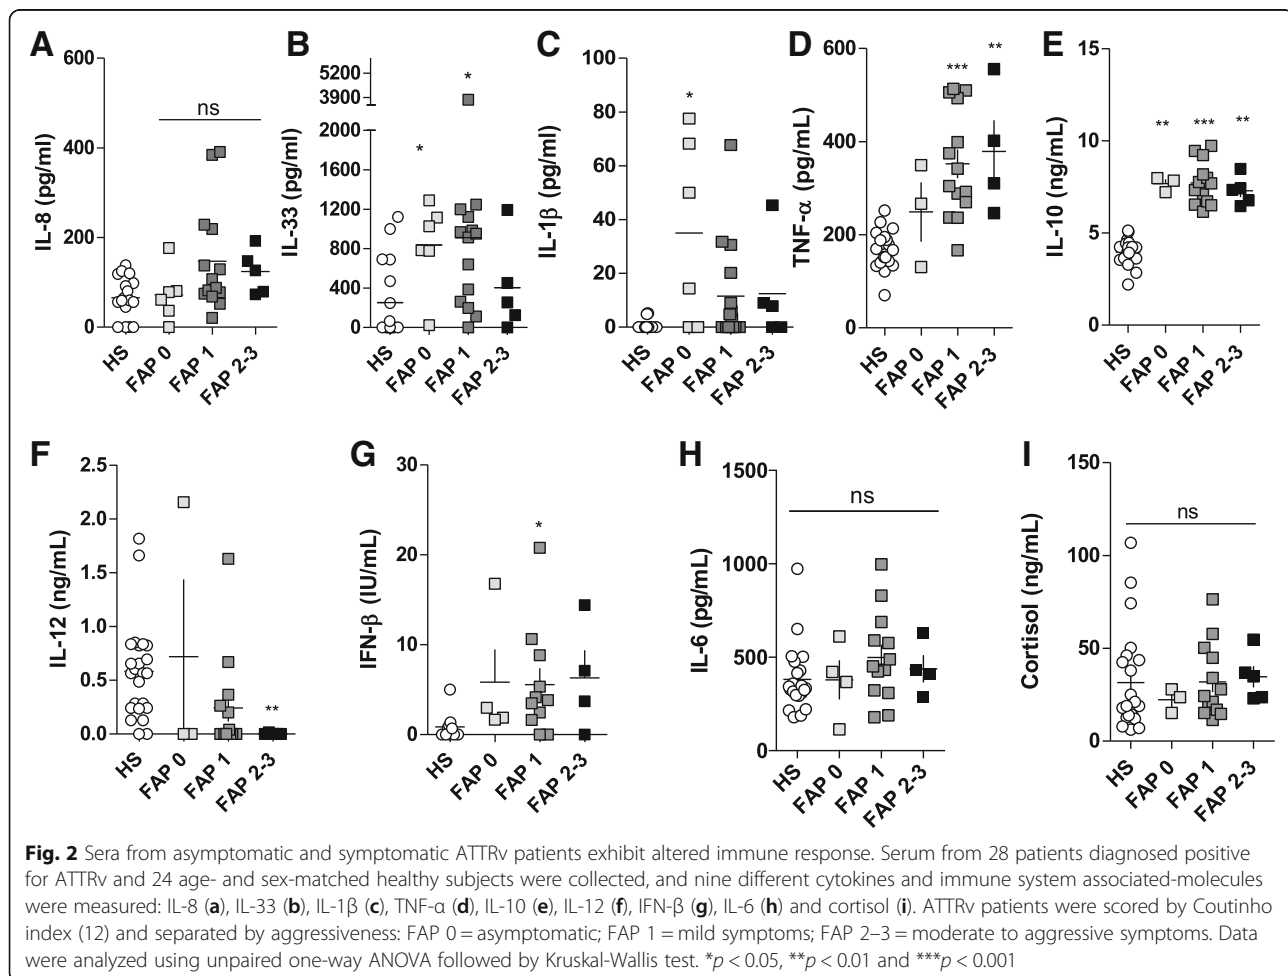 A
IL-8 (pg/ml)
600
400
200
0
ns
HS
FAP 0
FAP 1
FAP 2-3
B
IL-33 (pg/ml)
5200
3900
2000
1600
1200
800
400
0
*
*
HS
FAP 0
FAP 1
FAP 2-3
C
IL-1β (pg/ml)
100
80
60
40
20
0
*
HS
FAP 0
FAP 1
FAP 2-3
D
TNF-α (pg/mL)
600
400
200
0
***
**
HS
FAP 0
FAP 1
FAP 2-3
E
IL-10 (ng/mL)
15
10
5
0
**
***
**
HS
FAP 0
FAP 1
FAP 2-3
F
IL-12 (ng/mL)
2.5
2.0
1.5
1.0
0.5
0.0
**
HS
FAP 0
FAP 1
FAP 2-3
G
IFN-β (IU/mL)
30
20
10
0
*
HS
FAP 0
FAP 1
FAP 2-3
H
IL-6 (pg/mL)
1500
1000
500
0
ns
HS
FAP 0
FAP 1
FAP 2-3
I
Cortisol (ng/mL)
150
100
50
0
ns
HS
FAP 0
FAP 1
FAP 2-3
Fig. 2 Sera from asymptomatic and symptomatic ATTRv patients exhibit altered immune response. Serum from 28 patients diagnosed positive
for ATTRv and 24 age- and sex-matched healthy subjects were collected, and nine different cytokines and immune system associated-molecules
were measured: IL-8 (a), IL-33 (b), IL-1β (c), TNF-α (d), IL-10 (e), IL-12 (f), IFN-β (g), IL-6 (h) and cortisol (i). ATTRv patients were scored by Coutinho
index (12) and separated by aggressiveness: FAP 0 = asymptomatic; FAP 1 = mild symptoms; FAP 2–3 = moderate to aggressive symptoms. Data
were analyzed using unpaired one-way ANOVA followed by Kruskal-Wallis test. *p < 0.05, **p < 0.01 and ***p < 0.001